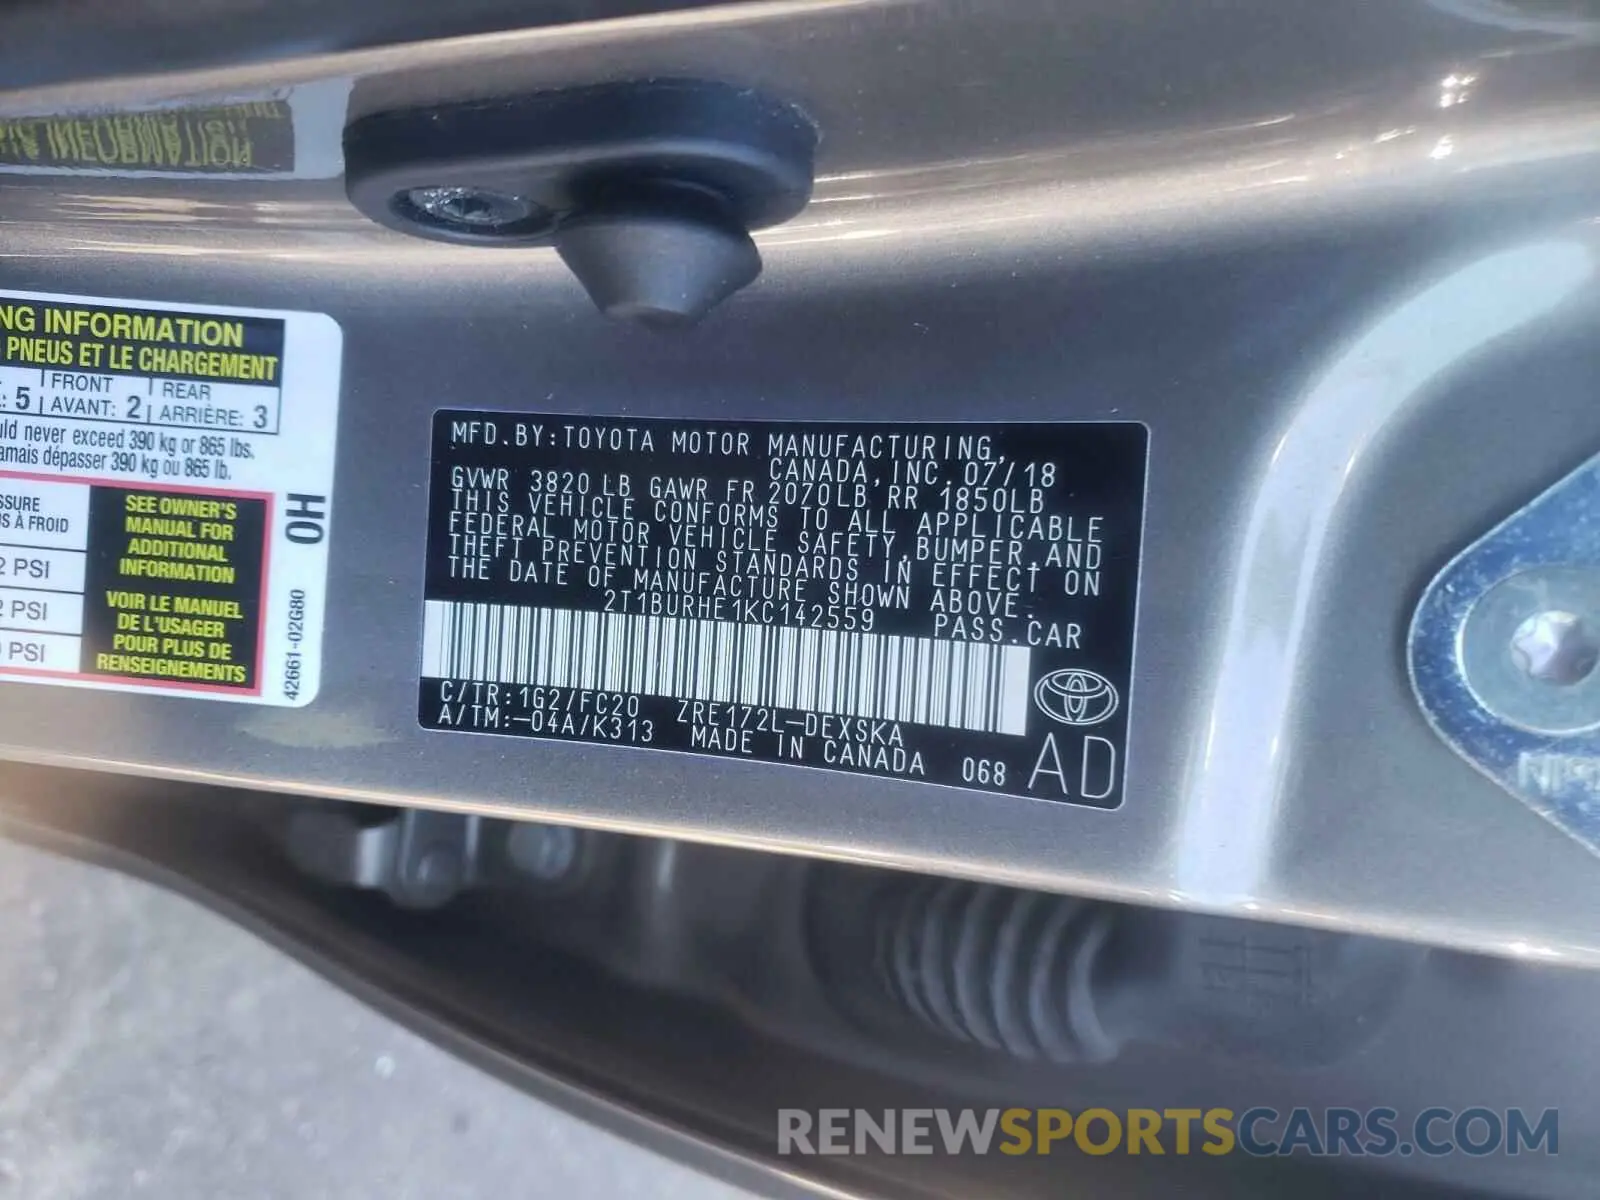 INFORMATION
NG INFORMATION
PNEUS ET LE CHARGEMENT
5 FRONT AVANT: 2 REAR ARRIÈRE: 3
uld never exceed 390 kg or 865 lbs.
amais dépasser 390 kg ou 865 lb.
SSURE
S À FROID
2 PSI
2 PSI
PSI
SEE OWNER'S
MANUAL FOR
ADDITIONAL
INFORMATION
VOIR LE MANUEL
DE L'USAGER
POUR PLUS DE
RENSEIGNEMENTS
0H
42661-02G80
MFD.BY:TOYOTA MOTOR MANUFACTURING,
CANADA,INC. 07/18
GVWR 3820 LB GAWR FR 2070LB RR 1850LB
THIS VEHICLE CONFORMS TO ALL APPLICABLE
FEDERAL MOTOR VEHICLE SAFETY,BUMPER,AND
THEFT PREVENTION STANDARDS IN EFFECT ON
THE DATE OF MANUFACTURE SHOWN ABOVE.
2T1BURHE1KC142559 PASS.CAR
C/TR:1G2/FC20 ZRE172L-DEXSKA
A/TM:-04A/K313 MADE IN CANADA 068 AD
RENEWSPORTSCARS.COM